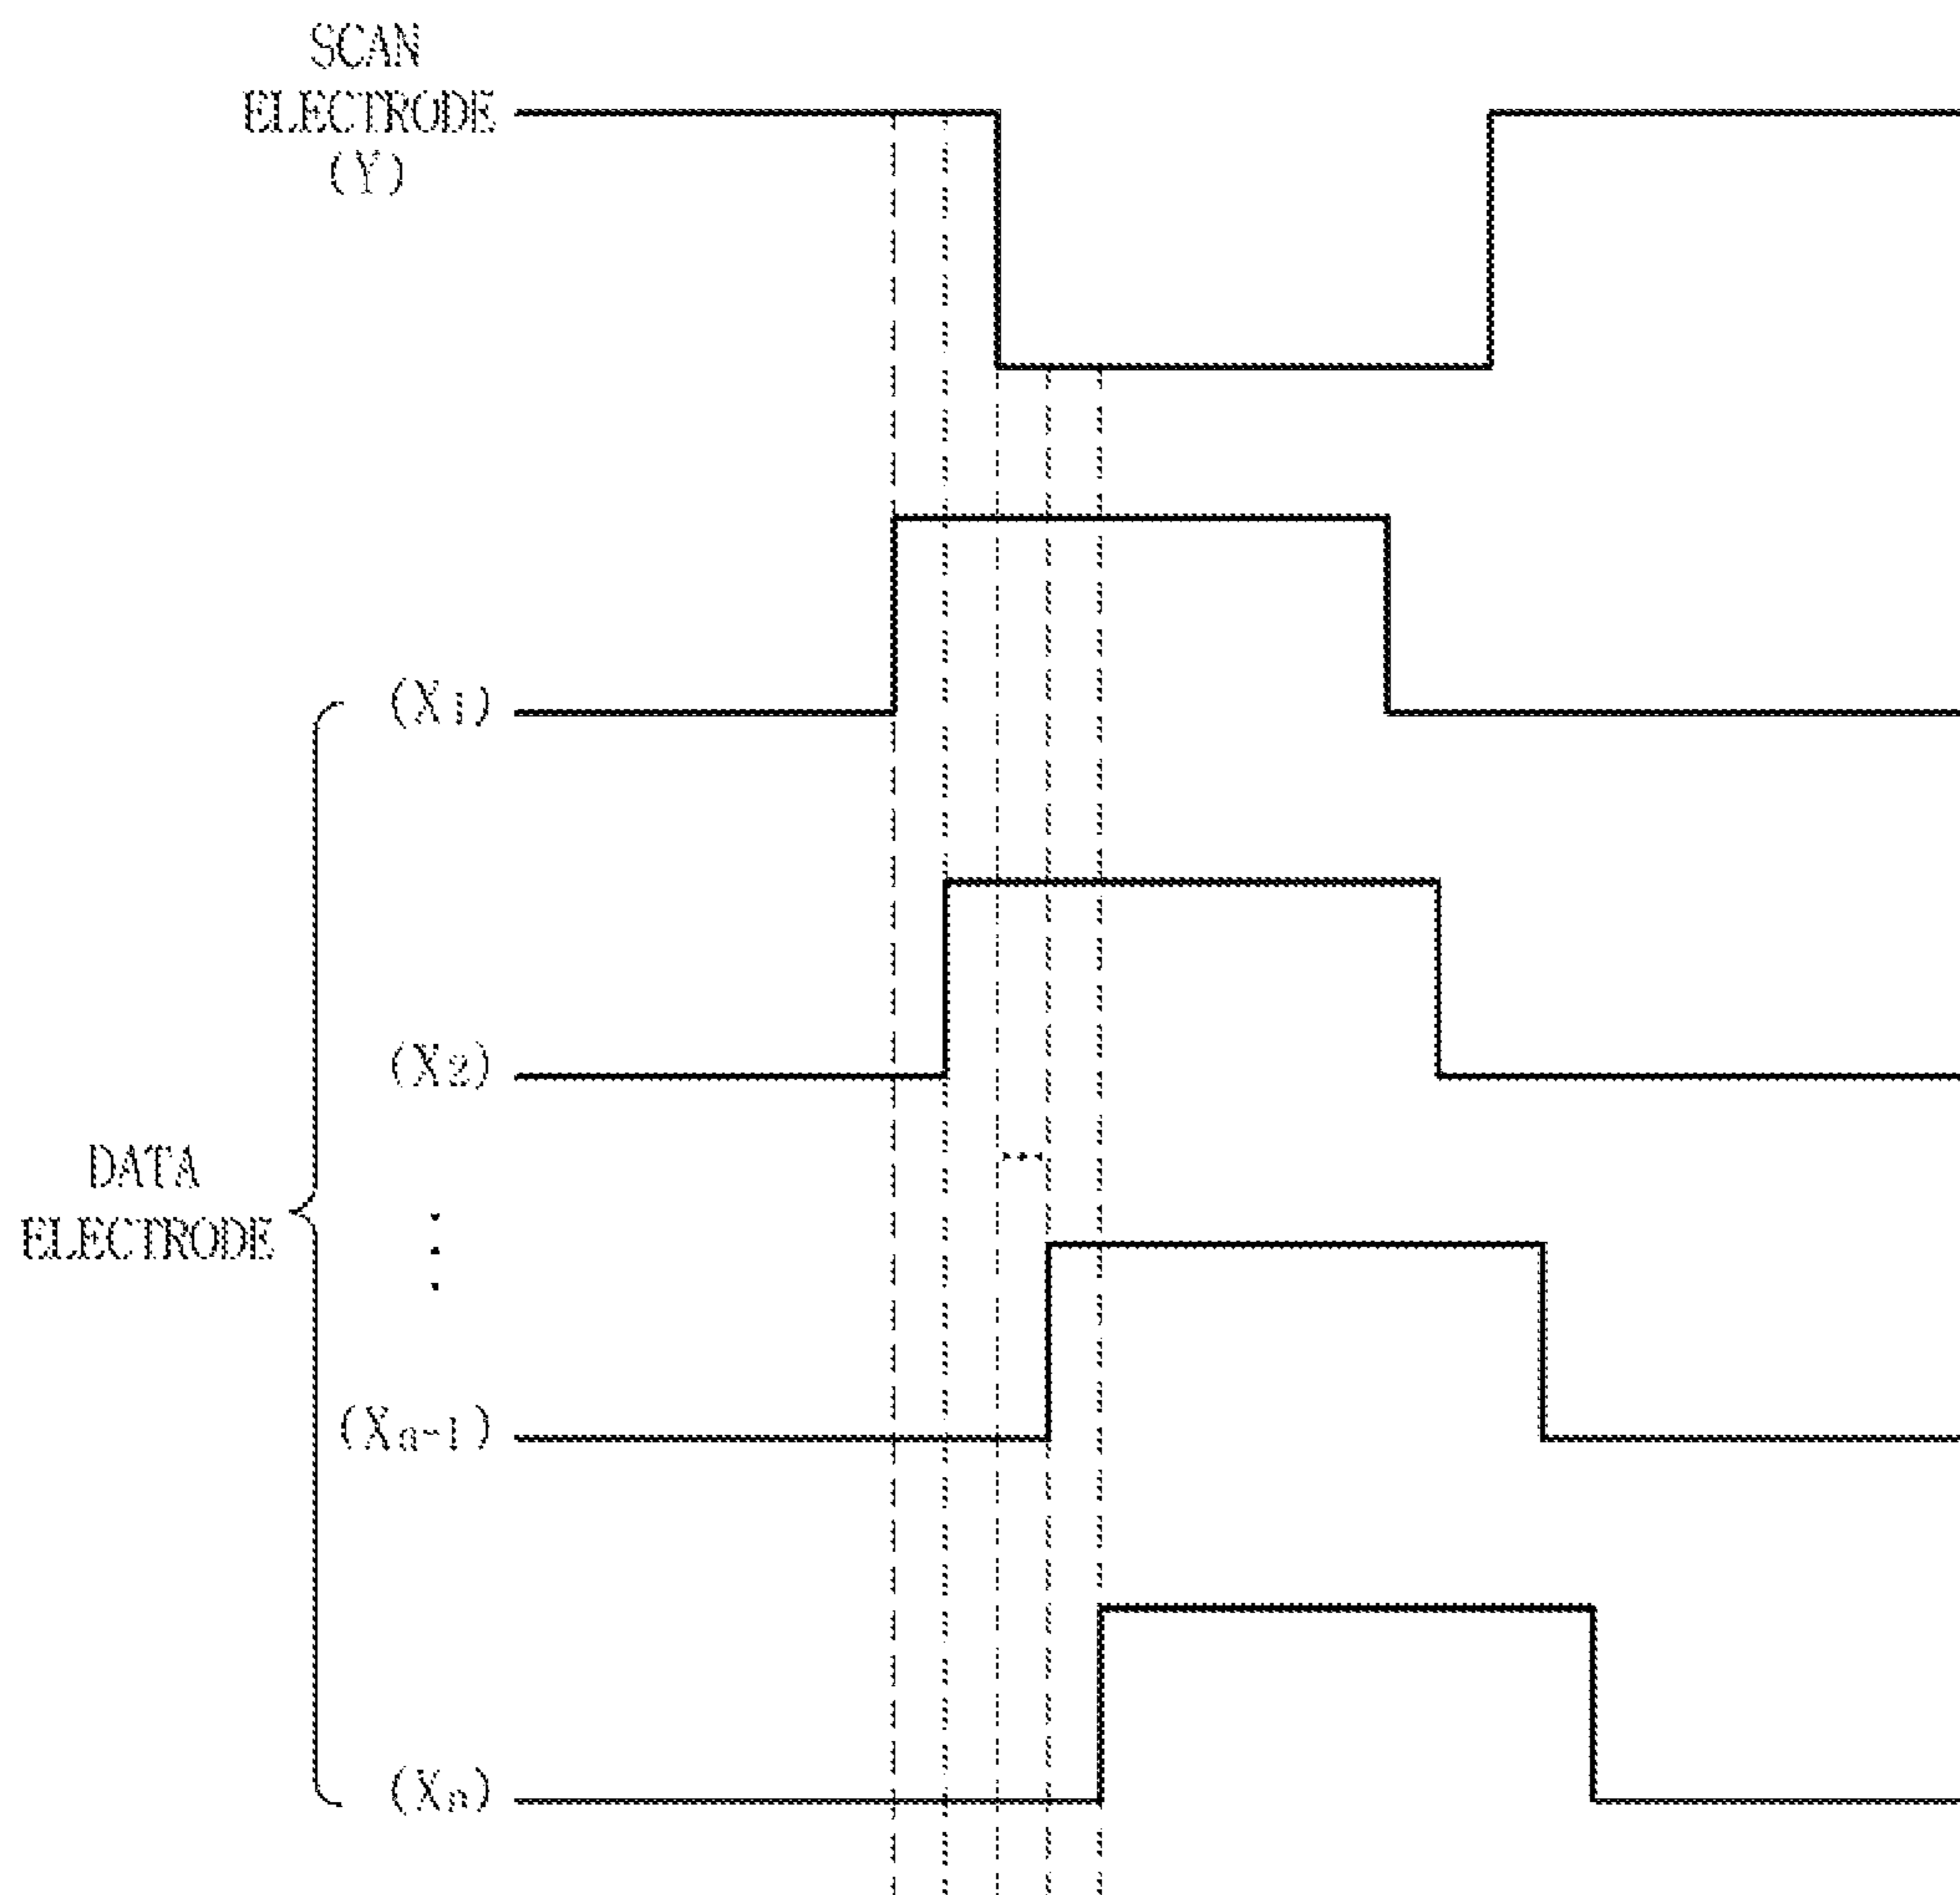 SCAN
ELECTRODE
(Y)
(X1)
(X2)
DATA
ELECTRODE
(Xn-1)
(Xn)